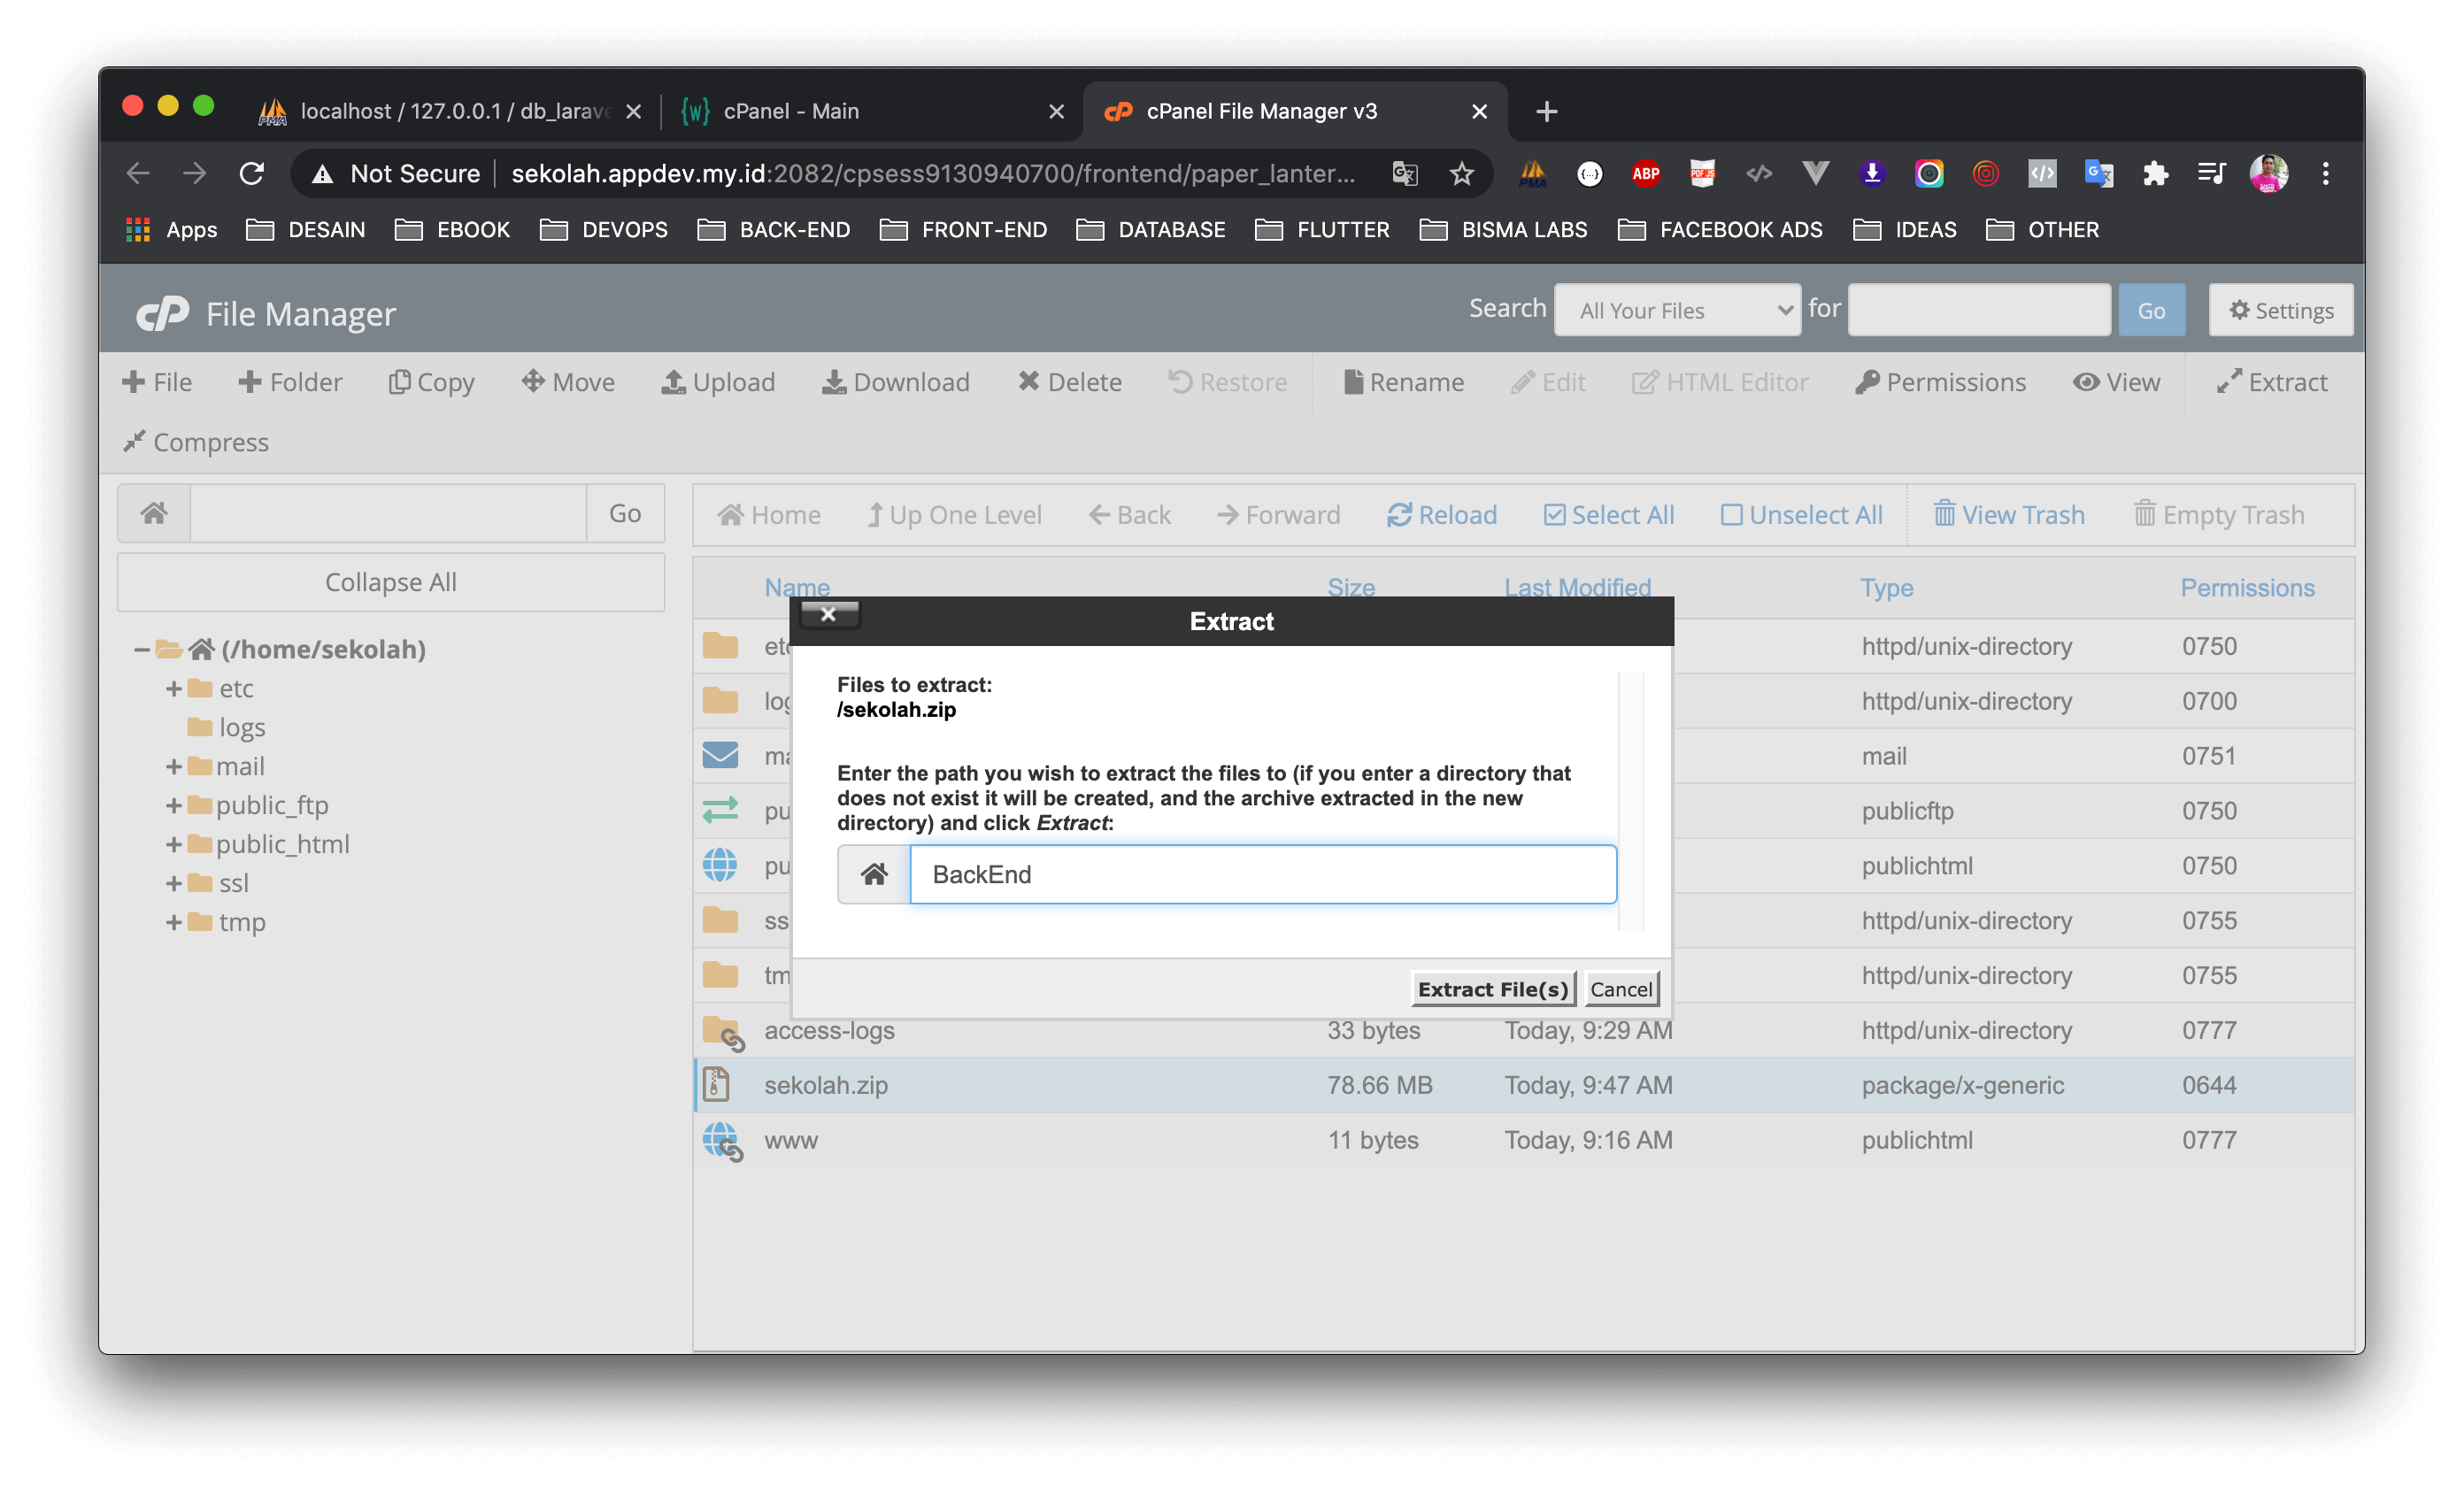 localhost / 127.0.0.1 / db_larave
cPanel - Main
cPanel File Manager v3
Not Secure
sekolah.appdev.my.id:2082/cpsess9130940700/frontend/paper_lanter...
ABP
Apps DESAIN EBOOK DEVOPS BACK-END FRONT-END DATABASE FLUTTER BISMA LABS FACEBOOK ADS IDEAS OTHER
cP File Manager
Search All Your Files for Go Settings
File Folder Copy Move Upload Download Delete Restore Rename Edit HTML Editor Permissions View Extract
Compress
Go
Collapse All
(/home/sekolah)
etc
logs
mail
public_ftp
public_html
ssl
tmp
Home Up One Level Back Forward Reload Select All Unselect All View Trash Empty Trash
Name Size Last Modified Type Permissions
etc httpd/unix-directory 0750
log httpd/unix-directory 0700
ma mail 0751
pu publicftp 0750
pu publichtml 0750
ss httpd/unix-directory 0755
tm httpd/unix-directory 0755
access-logs 33 bytes Today, 9:29 AM httpd/unix-directory 0777
sekolah.zip 78.66 MB Today, 9:47 AM package/x-generic 0644
www 11 bytes Today, 9:16 AM publichtml 0777
Extract
Files to extract:
/sekolah.zip
Enter the path you wish to extract the files to (if you enter a directory that
does not exist it will be created, and the archive extracted in the new
directory) and click Extract:
BackEnd
Extract File(s) Cancel